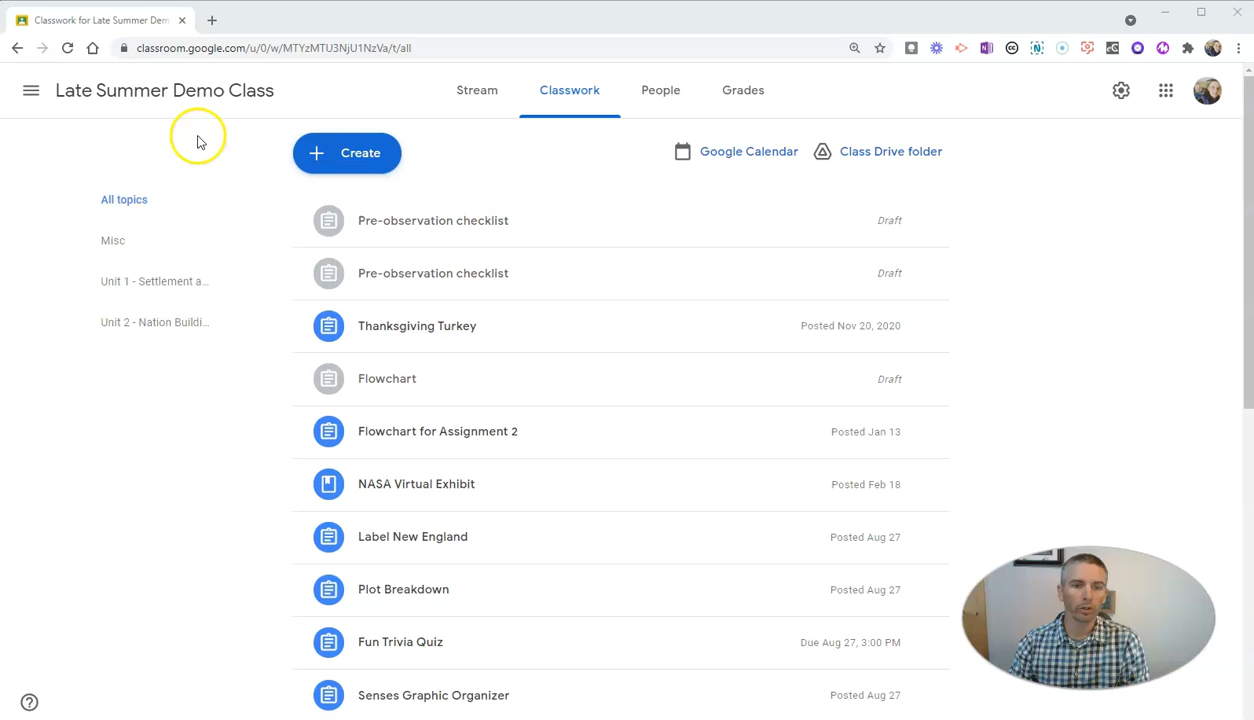 Classwork for Late Summer Dem
classroom.google.com/u/0/w/MTYzMTU3NjU1NzVa/t/all
Late Summer Demo Class
Stream
Classwork
People
Grades
Create
Google Calendar
Class Drive folder
All topics
Misc
Unit 1 - Settlement a...
Unit 2 - Nation Buildi...
Pre-observation checklist
Draft
Pre-observation checklist
Draft
Thanksgiving Turkey
Posted Nov 20, 2020
Flowchart
Draft
Flowchart for Assignment 2
Posted Jan 13
NASA Virtual Exhibit
Posted Feb 18
Label New England
Posted Aug 27
Plot Breakdown
Posted Aug 27
Fun Trivia Quiz
Due Aug 27, 3:00 PM
Senses Graphic Organizer
Posted Aug 27